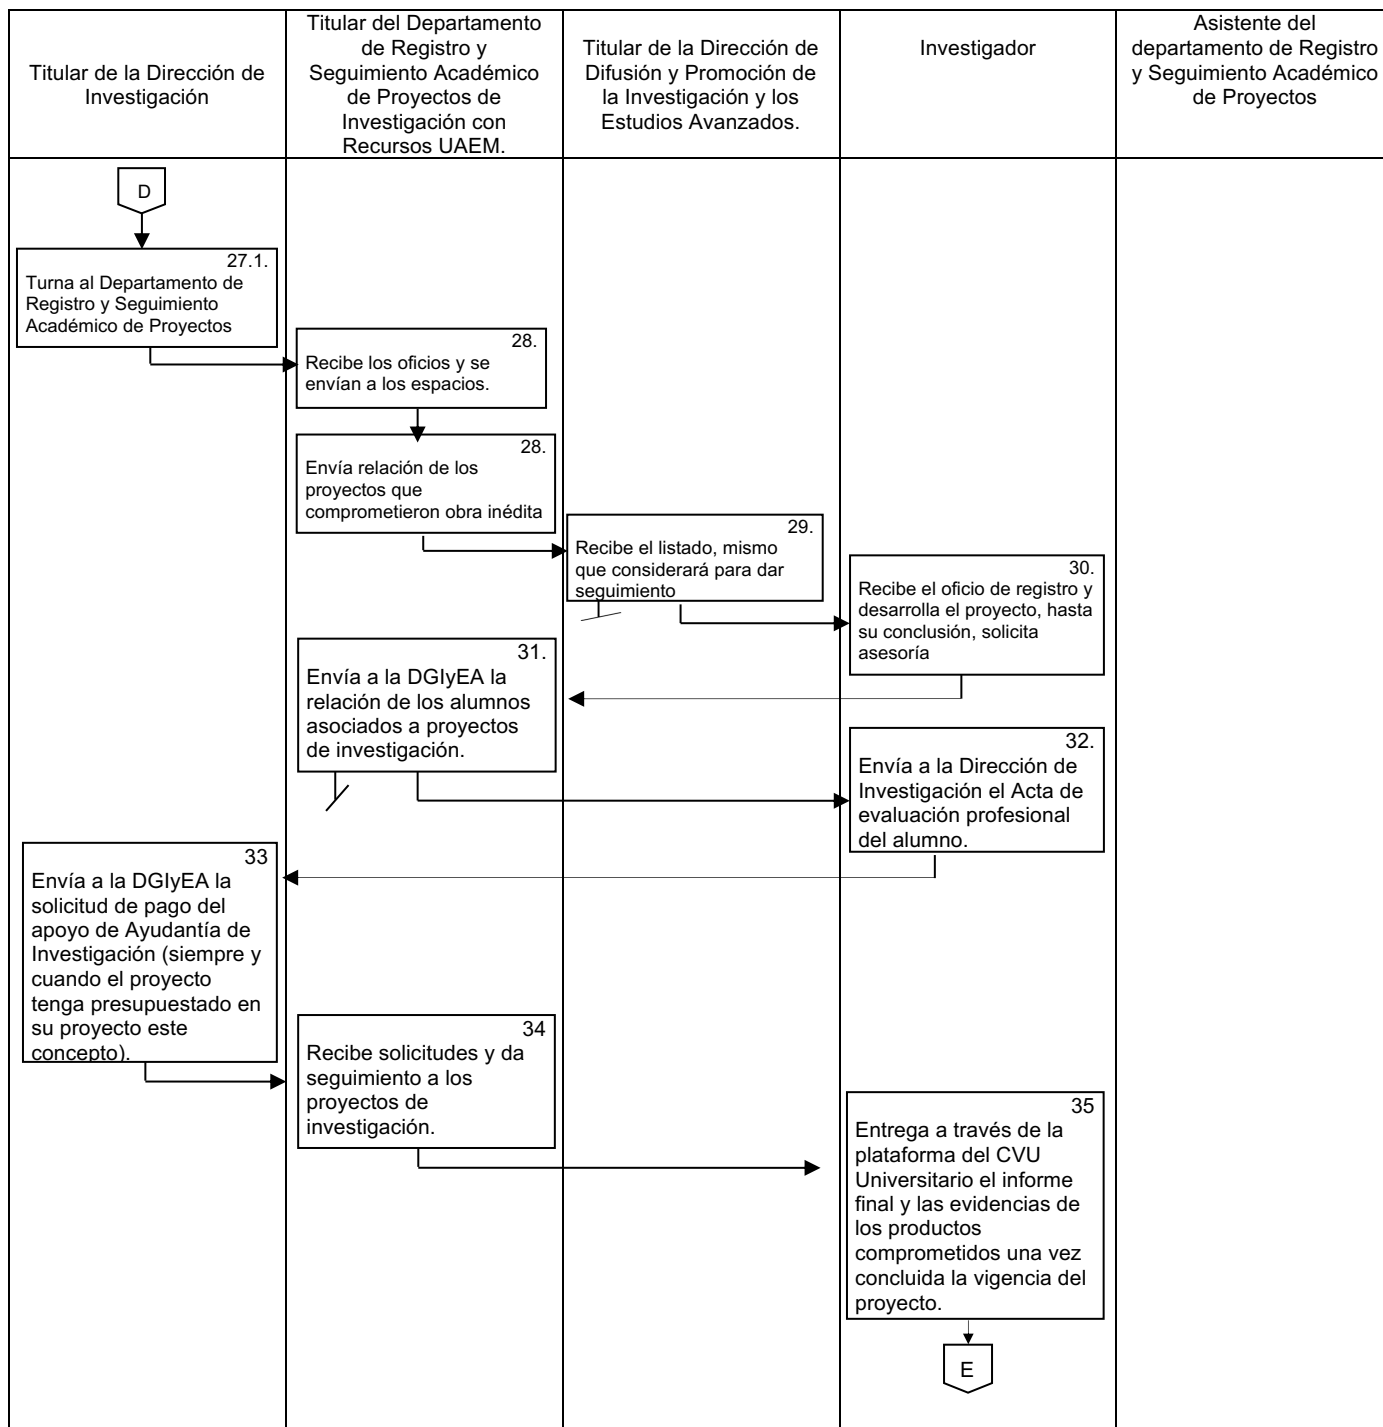 Titular de la Dirección de
Investigación
Titular del Departamento
de Registro y
Seguimiento Académico
de Proyectos de
Investigación con
Recursos UAEM.
Titular de la Dirección de
Difusión y Promoción de
la Investigación y los
Estudios Avanzados.
Investigador
Asistente del
departamento de Registro
y Seguimiento Académico
de Proyectos
D
27.1.
Turna al Departamento de
Registro y Seguimiento
Académico de Proyectos
28.
Recibe los oficios y se
envían a los espacios.
28.
Envía relación de los
proyectos que
comprometieron obra inédita
29.
Recibe el listado, mismo
que considerará para dar
seguimiento
30.
Recibe el oficio de registro y
desarrolla el proyecto, hasta
su conclusión, solicita
asesoría
31.
Envía a la DGIyEA la
relación de los alumnos
asociados a proyectos
de investigación.
32.
Envía a la Dirección de
Investigación el Acta de
evaluación profesional
del alumno.
33
Envía a la DGIyEA la
solicitud de pago del
apoyo de Ayudantía de
Investigación (siempre y
cuando el proyecto
tenga presupuestado en
su proyecto este
concepto).
34
Recibe solicitudes y da
seguimiento a los
proyectos de
investigación.
35
Entrega a través de la
plataforma del CVU
Universitario el informe
final y las evidencias de
los productos
comprometidos una vez
concluida la vigencia del
proyecto.
E